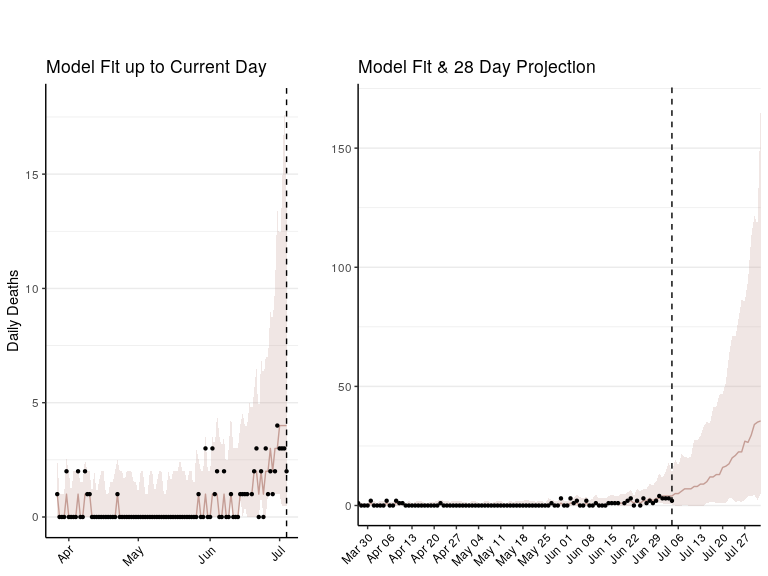 Model Fit up to Current Day
Daily Deaths
15
10
5
0
Apr
May
Jun
Jul
Model Fit & 28 Day Projection
150
100
50
0
Mar 30
Apr 06
Apr 13
Apr 20
Apr 27
May 04
May 11
May 18
May 25
Jun 01
Jun 08
Jun 15
Jun 22
Jun 29
Jul 06
Jul 13
Jul 20
Jul 27